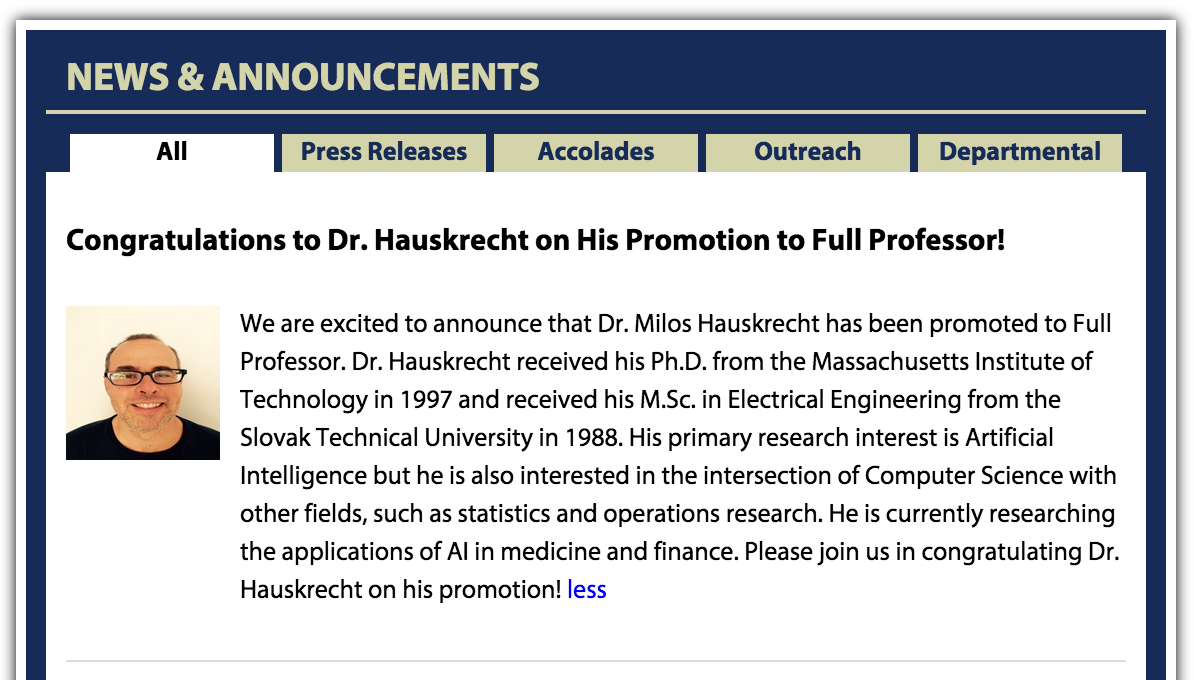 NEWS & ANNOUNCEMENTS
All
Press Releases
Accolades
Outreach
Departmental
Congratulations to Dr. Hauskrecht on His Promotion to Full Professor!
We are excited to announce that Dr. Milos Hauskrecht has been promoted to Full
Professor. Dr. Hauskrecht received his Ph.D. from the Massachusetts Institute of
Technology in 1997 and received his M.Sc. in Electrical Engineering from the
Slovak Technical University in 1988. His primary research interest is Artificial
Intelligence but he is also interested in the intersection of Computer Science with
other fields, such as statistics and operations research. He is currently researching
the applications of AI in medicine and finance. Please join us in congratulating Dr.
Hauskrecht on his promotion! less